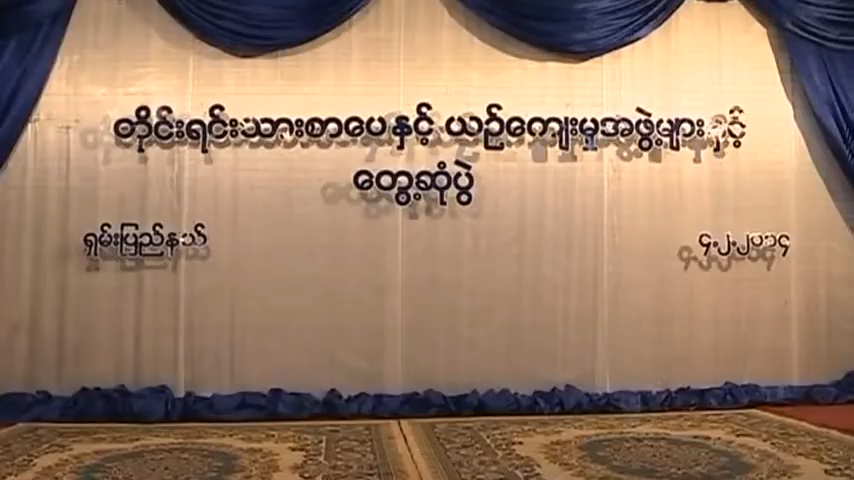 တိုင်းရင်းသားစာပေနှင့် ယဉ်ကျေးမှုအဖွဲ့များနှင့်
တွေ့ဆုံပွဲ
ရှမ်းပြည်နယ်
၄.၂.၂၀၁၄